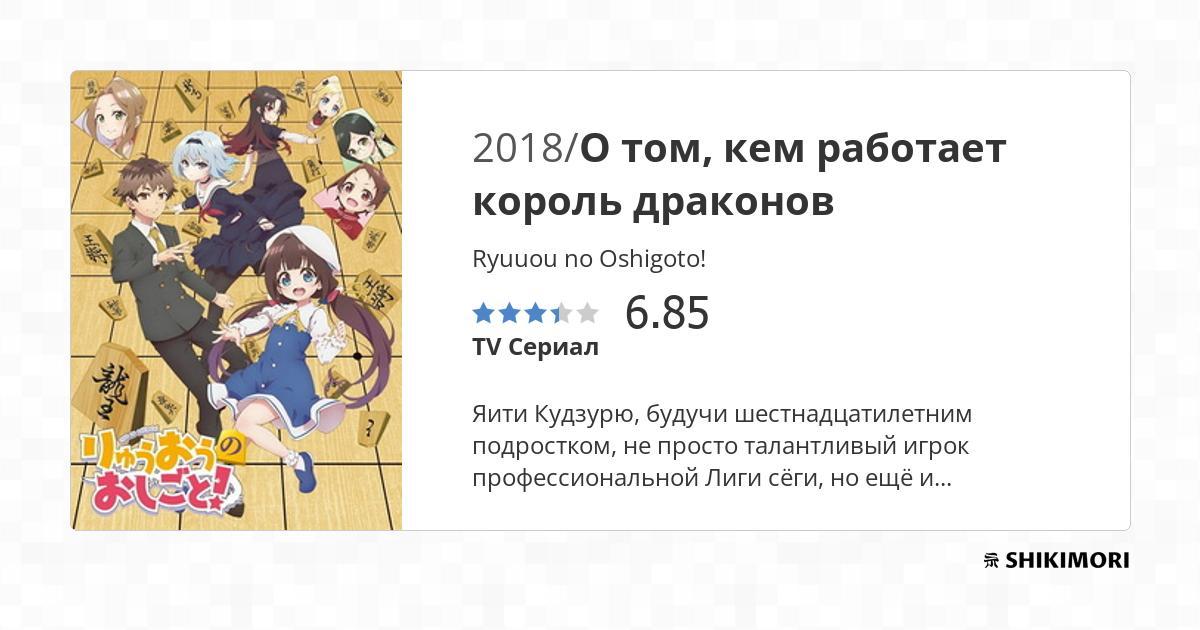 2018/О том, кем работает
король драконов
Ryuuou no Oshigoto!
6.85
TV Сериал
Яити Кудзурю, будучи шестнадцатилетним
подростком, не просто талантливый игрок
профессиональной Лиги сёги, но ещё и...
龍王
りゅうおうの
おしごと!
SHIKIMORI